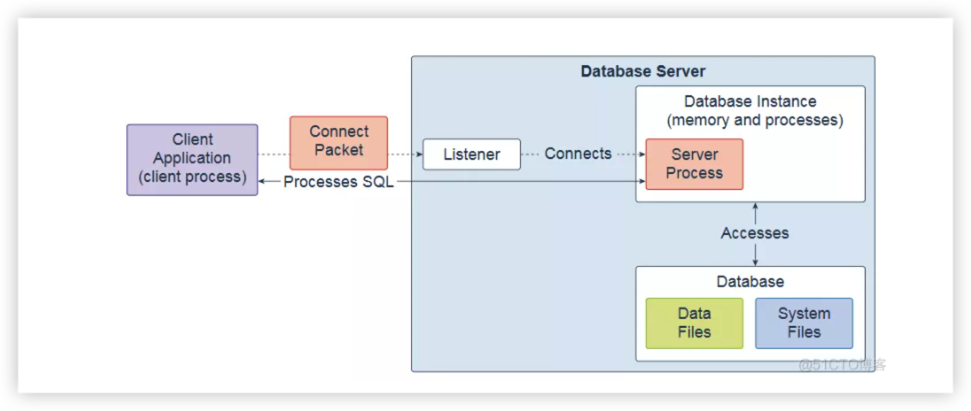 Database Server
Database Instance
(memory and processes)
Client
Application
(client process)
Connect
Packet
Listener
Connects
Server
Process
Processes SQL
Accesses
Database
Data
Files
System
Files
@51CTO博客